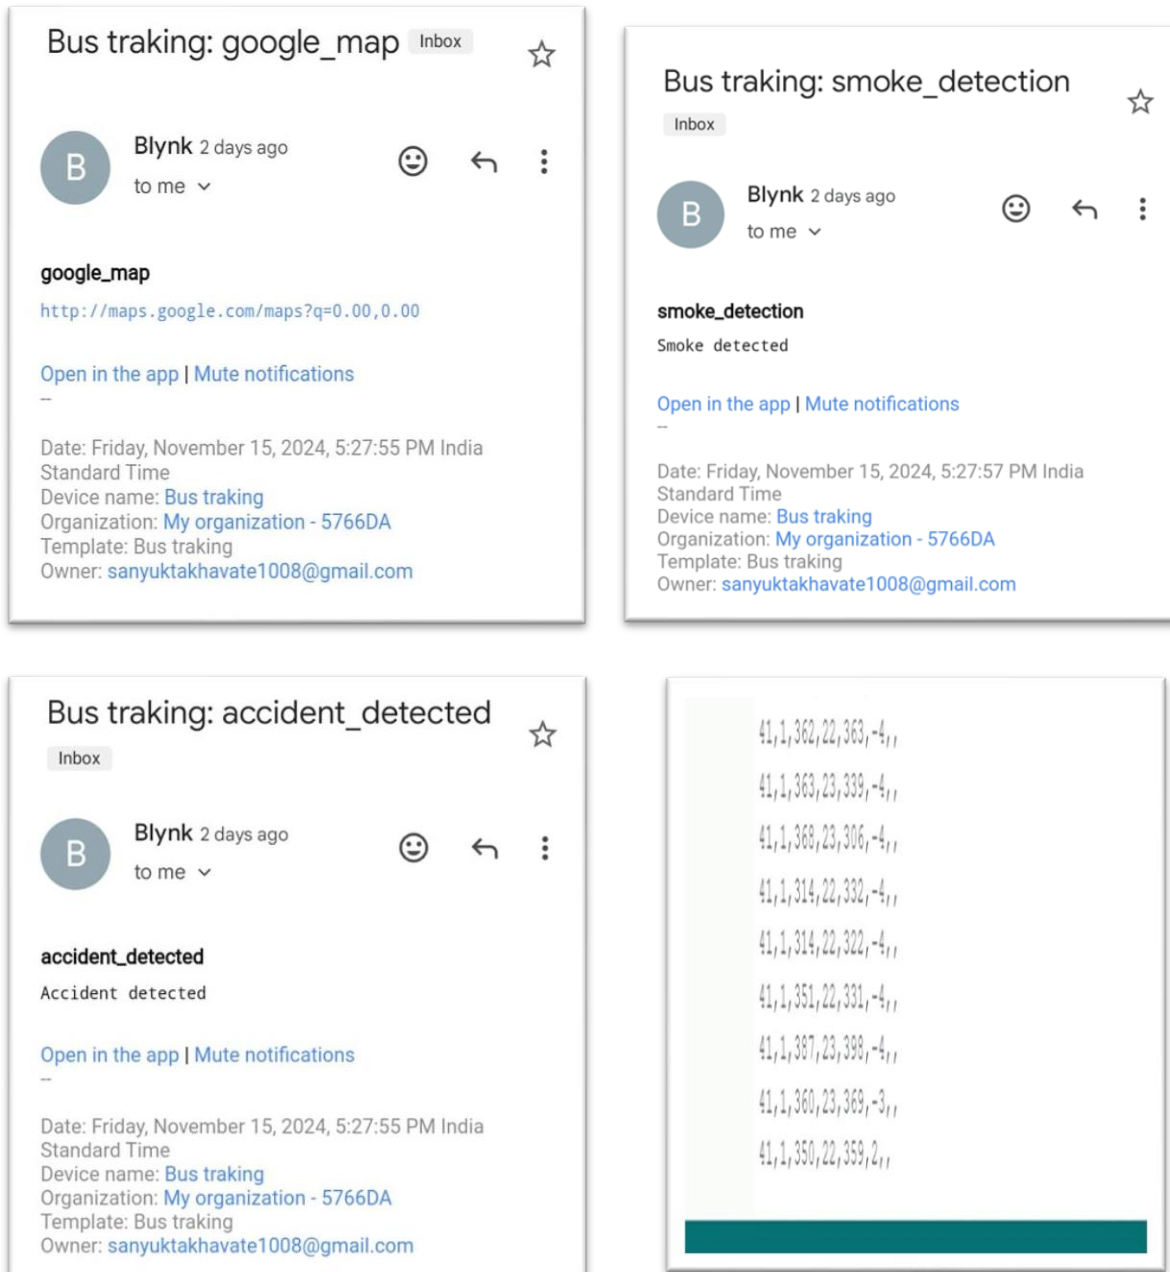 Bus traking: google_map Inbox
B
Blynk 2 days ago
to me
google_map
http://maps.google.com/maps?q=0.00,0.00
Open in the app | Mute notifications
--
Date: Friday, November 15, 2024, 5:27:55 PM India
Standard Time
Device name: Bus traking
Organization: My organization - 5766DA
Template: Bus traking
Owner: sanyuktakhavate1008@gmail.com
Bus traking: smoke_detection
Inbox
B
Blynk 2 days ago
to me
smoke_detection
Smoke detected
Open in the app | Mute notifications
--
Date: Friday, November 15, 2024, 5:27:57 PM India
Standard Time
Device name: Bus traking
Organization: My organization - 5766DA
Template: Bus traking
Owner: sanyuktakhavate1008@gmail.com
Bus traking: accident_detected
Inbox
B
Blynk 2 days ago
to me
accident_detected
Accident detected
Open in the app | Mute notifications
--
Date: Friday, November 15, 2024, 5:27:55 PM India
Standard Time
Device name: Bus traking
Organization: My organization - 5766DA
Template: Bus traking
Owner: sanyuktakhavate1008@gmail.com
41,1,362,22,363,-4,,
41,1,363,23,339,-4,,
41,1,368,23,306,-4,,
41,1,314,22,332,-4,,
41,1,314,22,322,-4,,
41,1,351,22,331,-4,,
41,1,387,23,398,-4,,
41,1,360,23,369,-3,,
41,1,350,22,359,2,,